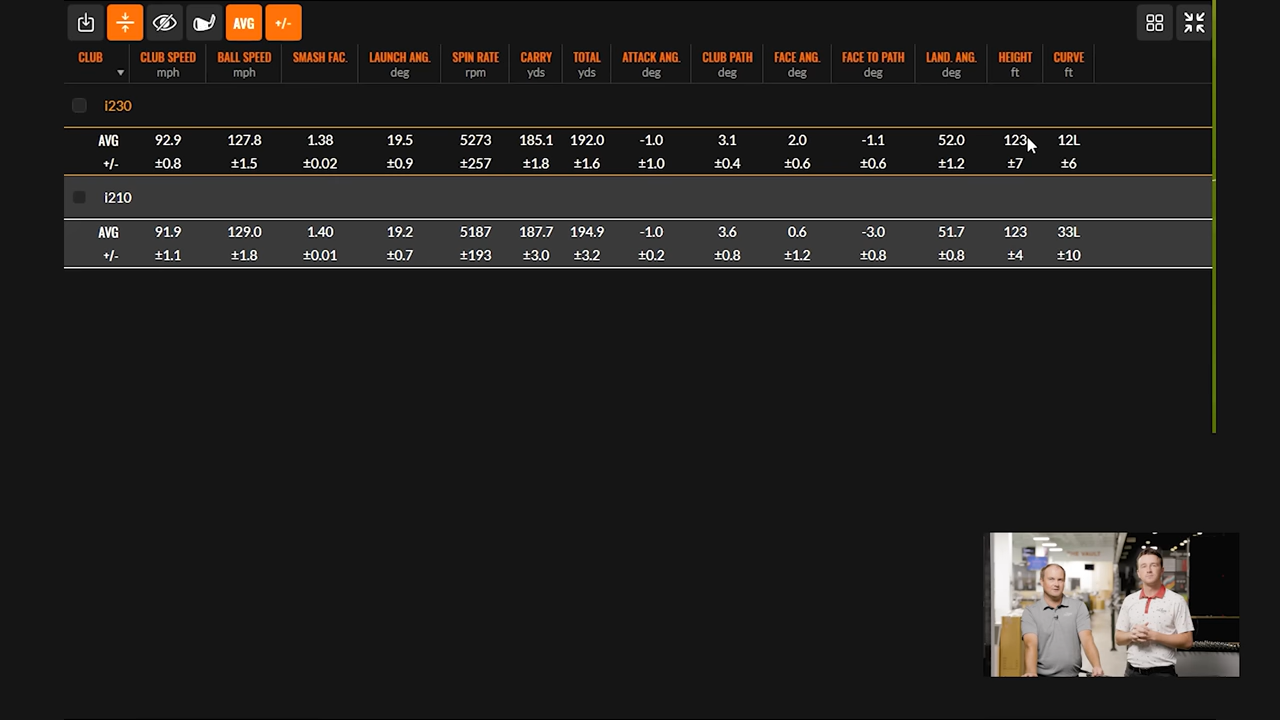 AVG +/-
CLUB CLUB SPEED BALL SPEED SMASH FAC. LAUNCH ANG. SPIN RATE CARRY TOTAL ATTACK ANG. CLUB PATH FACE ANG. FACE TO PATH LAND. ANG. HEIGHT CURVE
mph mph deg rpm yds yds deg deg deg deg deg ft ft
i230
AVG 92.9 127.8 1.38 19.5 5273 185.1 192.0 -1.0 3.1 2.0 -1.1 52.0 123 12L
+/- ±0.8 ±1.5 ±0.02 ±0.9 ±257 ±1.8 ±1.6 ±1.0 ±0.4 ±0.6 ±0.6 ±1.2 ±7 ±6
i210
AVG 91.9 129.0 1.40 19.2 5187 187.7 194.9 -1.0 3.6 0.6 -3.0 51.7 123 33L
+/- ±1.1 ±1.8 ±0.01 ±0.7 ±193 ±3.0 ±3.2 ±0.2 ±0.8 ±1.2 ±0.8 ±0.8 ±4 ±10
THE VAULT